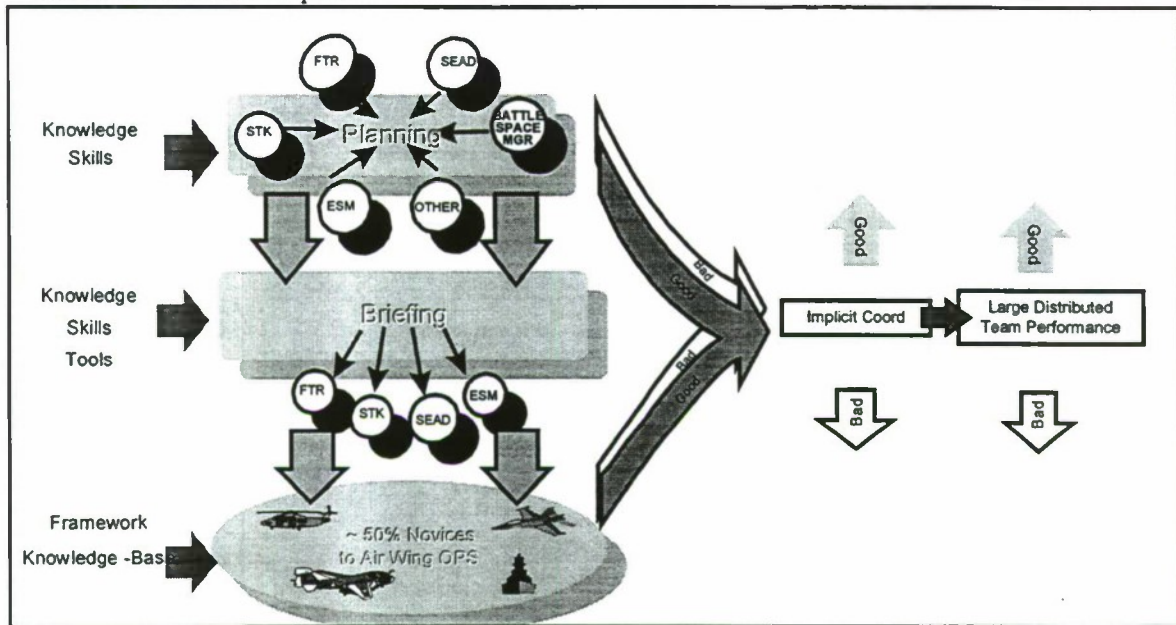 FTR
SEAD
Knowledge
Skills
STK
Planning
BATTLE
SPACE
MGR
ESM
OTHER
Good
Good
Bad
Good
Knowledge
Skills
Tools
Briefing
Implicit Coord
Large Distributed
Team Performance
Bad
Good
FTR
STK
SEAD
ESM
Bad
Bad
Framework
Knowledge -Base
~ 50% Novices
to Air Wing OPS